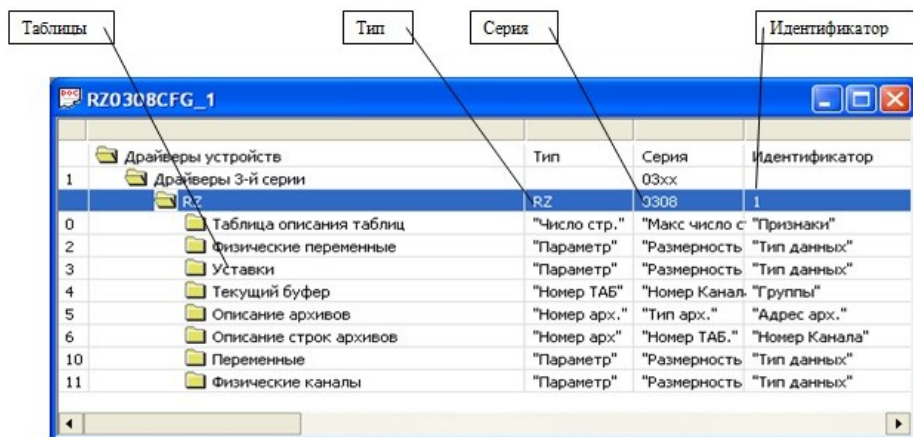 Таблицы Тип Серия Идентификатор
RZ0308CFG_1
Драйверы устройств Тип Серия Идентификатор
1 Драйверы 3-й серии 03xx
RZ RZ 0308 1
0 Таблица описания таблиц "Число стр." "Макс число с "Признаки"
2 Физические переменные "Параметр" "Размерность "Тип данных"
3 Уставки "Параметр" "Размерность "Тип данных"
4 Текущий буфер "Номер ТАБ" "Номер Канал "Группы"
5 Описание архивов "Номер арх." "Тип арх." "Адрес арх."
6 Описание строк архивов "Номер арх" "Номер ТАБ." "Номер Канала"
10 Переменные "Параметр" "Размерность "Тип данных"
11 Физические каналы "Параметр" "Размерность "Тип данных"